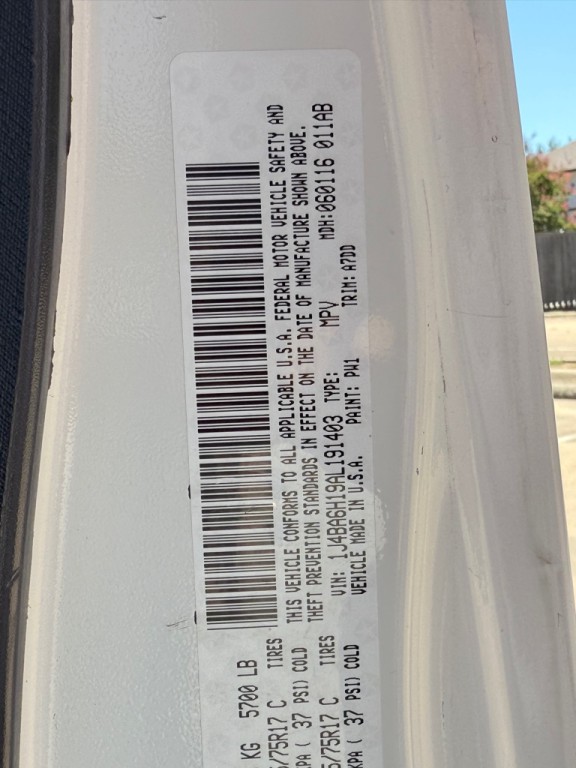 KG 5700 LB
/75R17 C TIRES
KPA ( 37 PSI) COLD
/75R17 C TIRES
KPA ( 37 PSI) COLD
THIS VEHICLE CONFORMS TO ALL APPLICABLE U.S.A. FEDERAL MOTOR VEHICLE SAFETY AND
THEFT PREVENTION STANDARDS IN EFFECT ON THE DATE OF MANUFACTURE SHOWN ABOVE.
VIN: 1J4BA6H19AL191403 TYPE: MPV MDH:060116 011AB
VEHICLE MADE IN U.S.A. PAINT: PW1 TRIM: A7DD